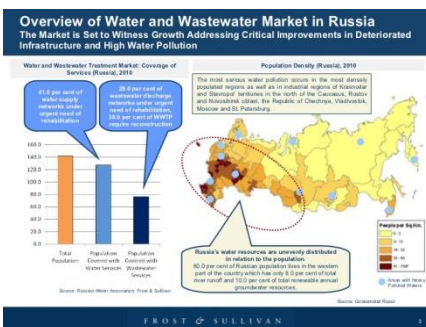 Overview of Water and Wastewater Market in Russia
The Market is Set to Witness Growth Addressing Critical Improvements in Deteriorated
Infrastructure and High Water Pollution
Water and Wastewater Treatment Market: Coverage of
Services (Russia), 2010
41.0 per cent of
water supply
networks under
urgent need of
rehabilitation
per cent of
wastewater discharge
networks under urgent
need of rehabilitation,
per cent of WWTP
require reconstruction
160.0
140.0
120.0
100.0
80.0
60.0
40.0
20.0
0.0
Total
Population
Population
Covered with
Water Services
Population
Covered with
Wastewater
Services
Source: Russian Water Association, Frost & Sullivan
Population Density (Russia), 2010
The most serious water pollution occurs in the most densely
populated regions as well as in industrial regions of Krasnodar
and Stavropol' territories in the north of the Caucasus, Rostov
and Novosibirsk oblast, the Republic of Chechnya, Vladivostok,
Moscow and St. Petersburg
Russia's water resources are unevenly distributed
in relation to the population.
80.0 per cent of Russian population lives in the western
part of the country which has only 8.0 per cent of total
river runoff and 10.0 per cent of total renewable annual
groundwater resources.
People per Sq.Km.
Areas with Heavy
Polluted Waters
Source: Goskomstat Rossii
FROST & SULLIVAN